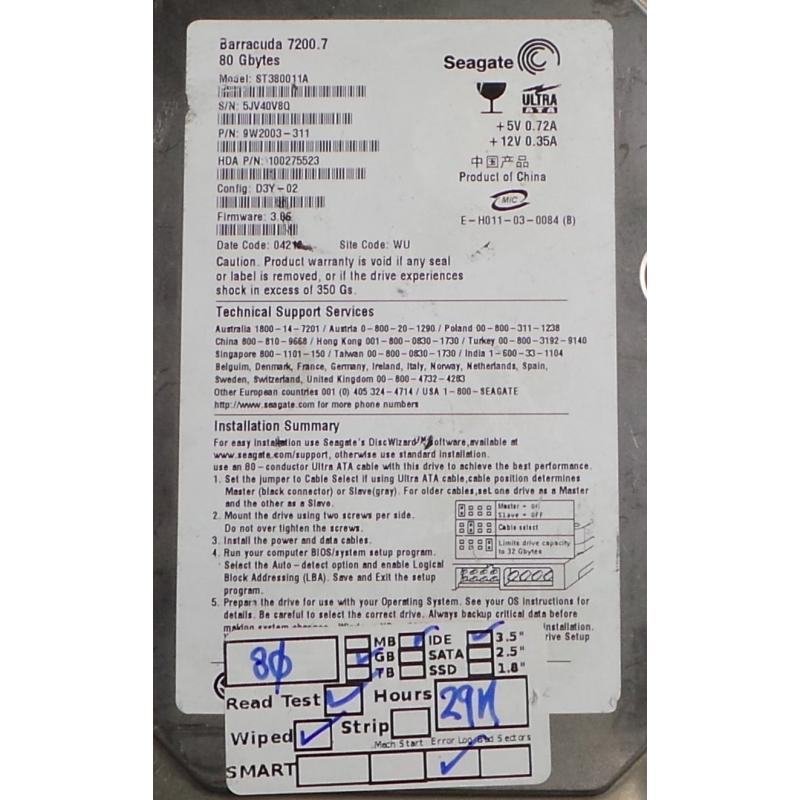 Barracuda 7200.7
80 Gbytes
Seagate
Model: ST380011A
S/N: 5JV40V8Q
ULTRA
ATA
P/N: 9W2003-311
+5V 0.72A
+12V 0.35A
HDA P/N: 100275523
中国产品
Product of China
Config: D3Y-02
MIC
Firmware: 3.06
E-H011-03-0084 (B)
Date Code: 0421
Site Code: WU
Caution. Product warranty is void if any seal
or label is removed, or if the drive experiences
shock in excess of 350 Gs.
Technical Support Services
Australia 1800-14-7201 / Austria 0-800-20-1290 / Poland 00-800-311-1238
China 800-810-9668 / Hong Kong 001-800-0830-1730 / Turkey 00-800-3192-9140
Singapore 800-1101-150 / Taiwan 00-800-0830-1730 / India 1-600-33-1104
Belguim, Denmark, France, Germany, Ireland, Italy, Norway, Netherlands, Spain,
Sweden, Switzerland, United Kingdom 00-800-4732-4283
Other European countries 001 (0) 405 324-4714 / USA 1-800-SEAGATE
http://www.seagate.com for more phone numbers
Installation Summary
For easy installation use Seagate's DiscWizard software,available at
www.seagate.com/support, otherwise use standard installation.
use an 80-conductor Ultra ATA cable with this drive to achieve the best performance.
1. Set the jumper to Cable Select if using Ultra ATA cable,cable position determines
Master (black connector) or Slave(gray). For older cables,set one drive as a Master
and the other as a Slave.
2. Mount the drive using two screws per side.
Do not over tighten the screws.
3. Install the power and data cables.
4. Run your computer BIOS/system setup program.
Select the Auto-detect option and enable Logical
Block Addressing (LBA). Save and Exit the setup
program.
Master = ON
Slave = OFF
Cable select
Limits drive capacity
to 32 Gbytes
5. Prepare the drive for use with your Operating System. See your OS instructions for
details. Be careful to select the correct drive. Always backup critical data before
making system changes.
installation.
rive Setup
80
MB
GB
TB
IDE
SATA
SSD
3.5"
2.5"
1.8"
Read Test
Hours
Wiped
Strip
Mech Start
Error Log
Bad Sectors
SMART